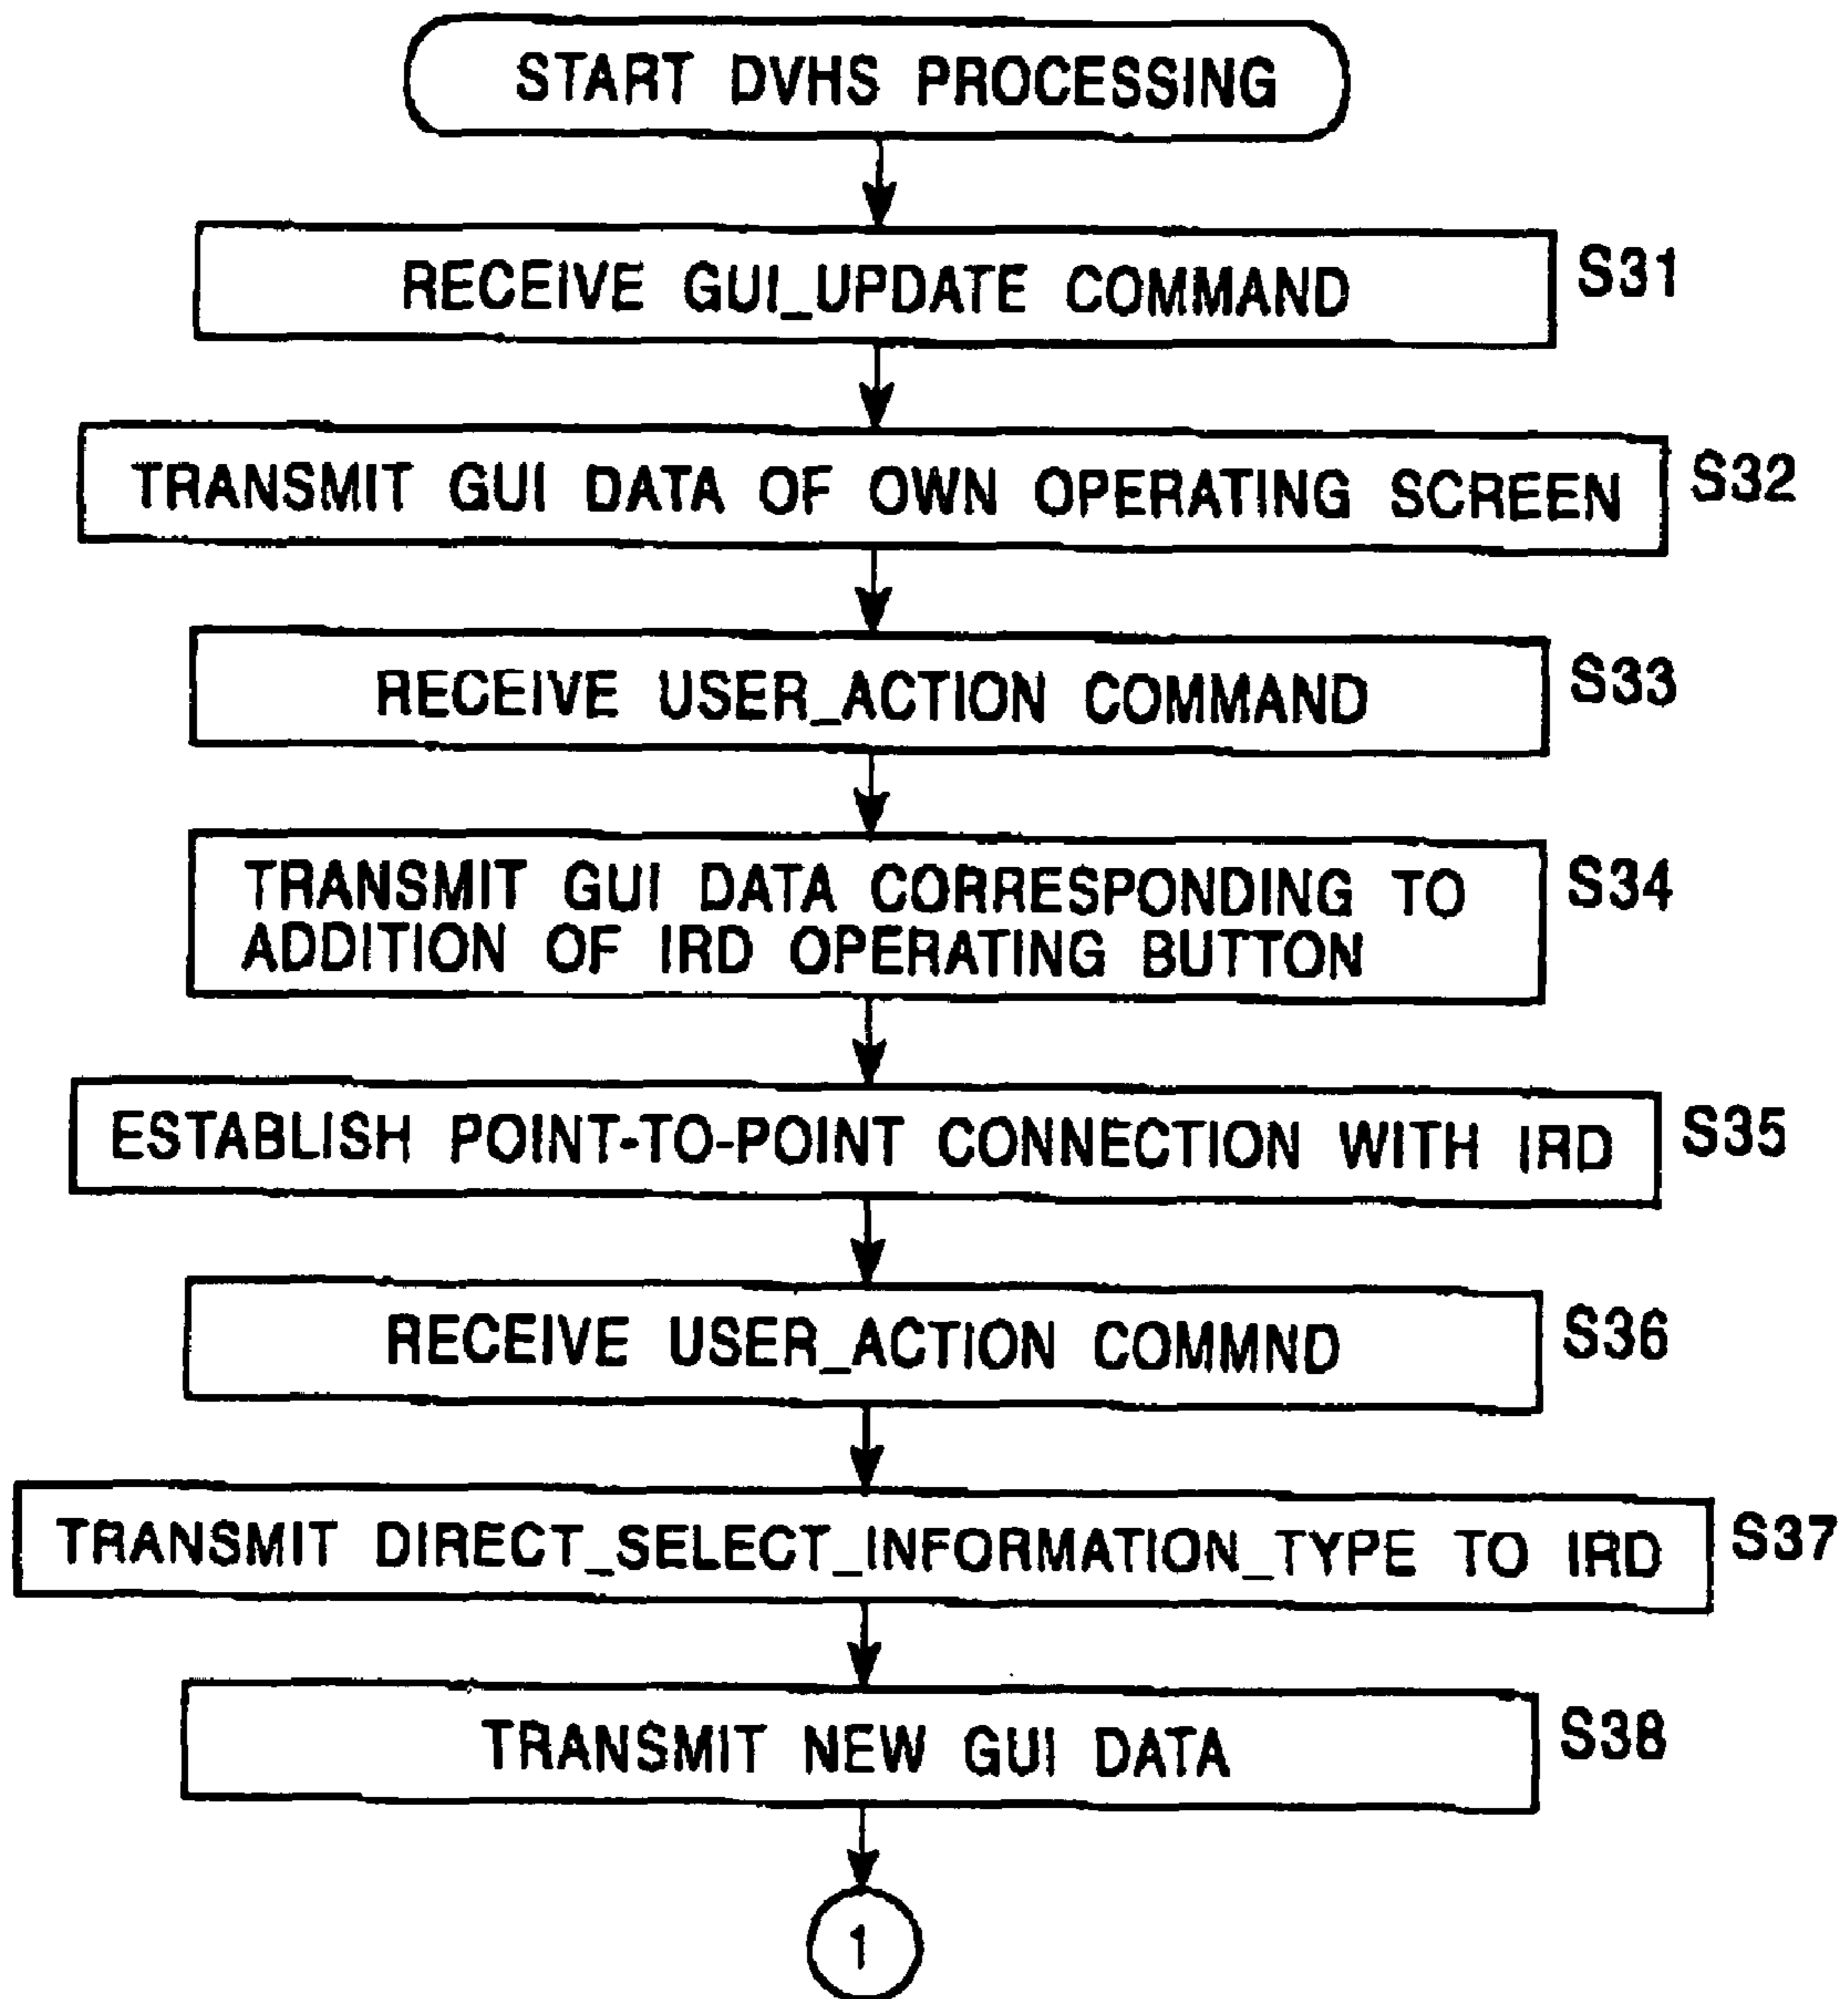 START DVHS PROCESSING
RECEIVE GUI_UPDATE COMMAND S31
TRANSMIT GUI DATA OF OWN OPERATING SCREEN S32
RECEIVE USER_ACTION COMMAND S33
TRANSMIT GUI DATA CORRESPONDING TO S34
ADDITION OF IRD OPERATING BUTTON
ESTABLISH POINT-TO-POINT CONNECTION WITH IRD S35
RECEIVE USER_ACTION COMMND S36
TRANSMIT DIRECT_SELECT_INFORMATION_TYPE TO IRD S37
TRANSMIT NEW GUI DATA S38
1